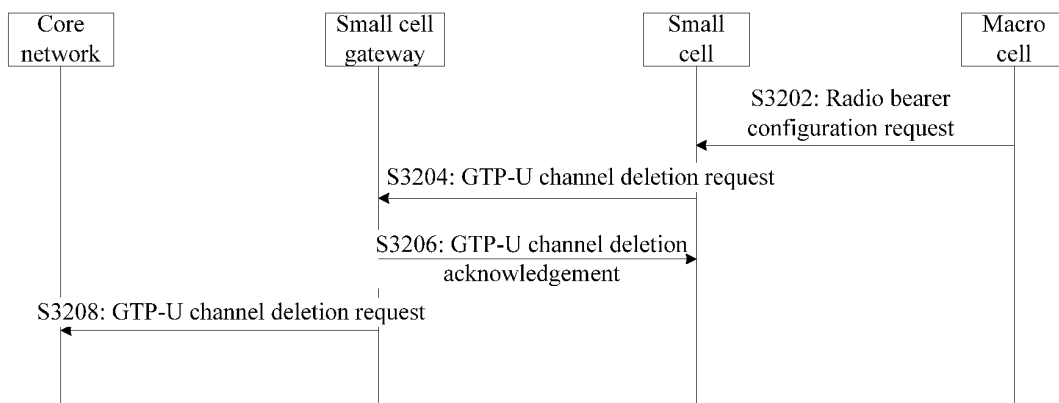 Core
network
Small cell
gateway
Small
cell
Macro
cell
S3202: Radio bearer
configuration request
S3204: GTP-U channel deletion request
S3206: GTP-U channel deletion
acknowledgement
S3208: GTP-U channel deletion request